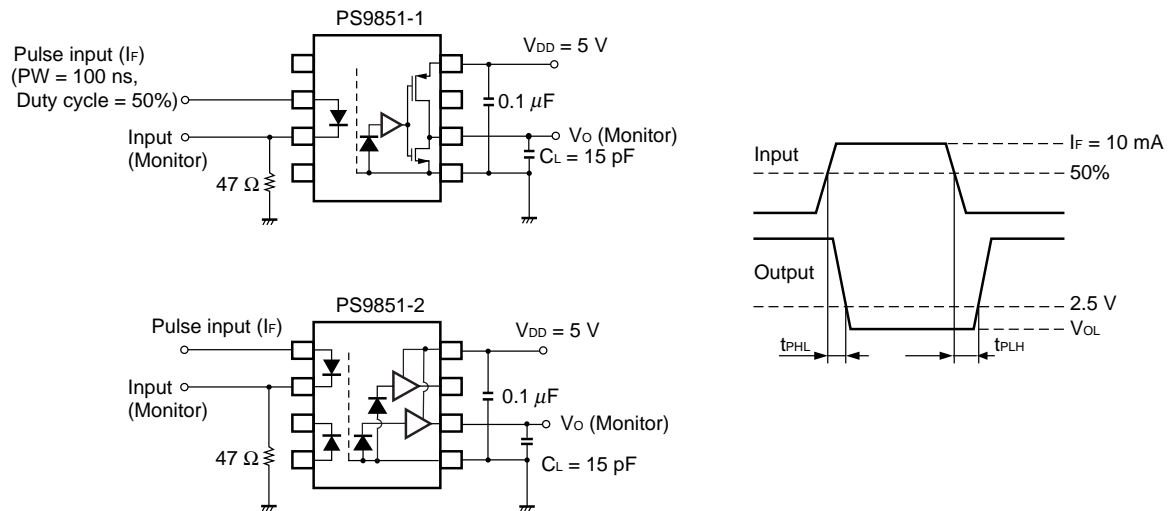 PS9851-1
Pulse input (IF)
(PW = 100 ns,
Duty cycle = 50%)
Input
(Monitor)
47 Ω
VDD = 5 V
0.1 μF
VO (Monitor)
CL = 15 pF
PS9851-2
Pulse input (IF)
Input
(Monitor)
47 Ω
VDD = 5 V
0.1 μF
VO (Monitor)
CL = 15 pF
Input
IF = 10 mA
50%
Output
2.5 V
VOL
tPHL
tPLH